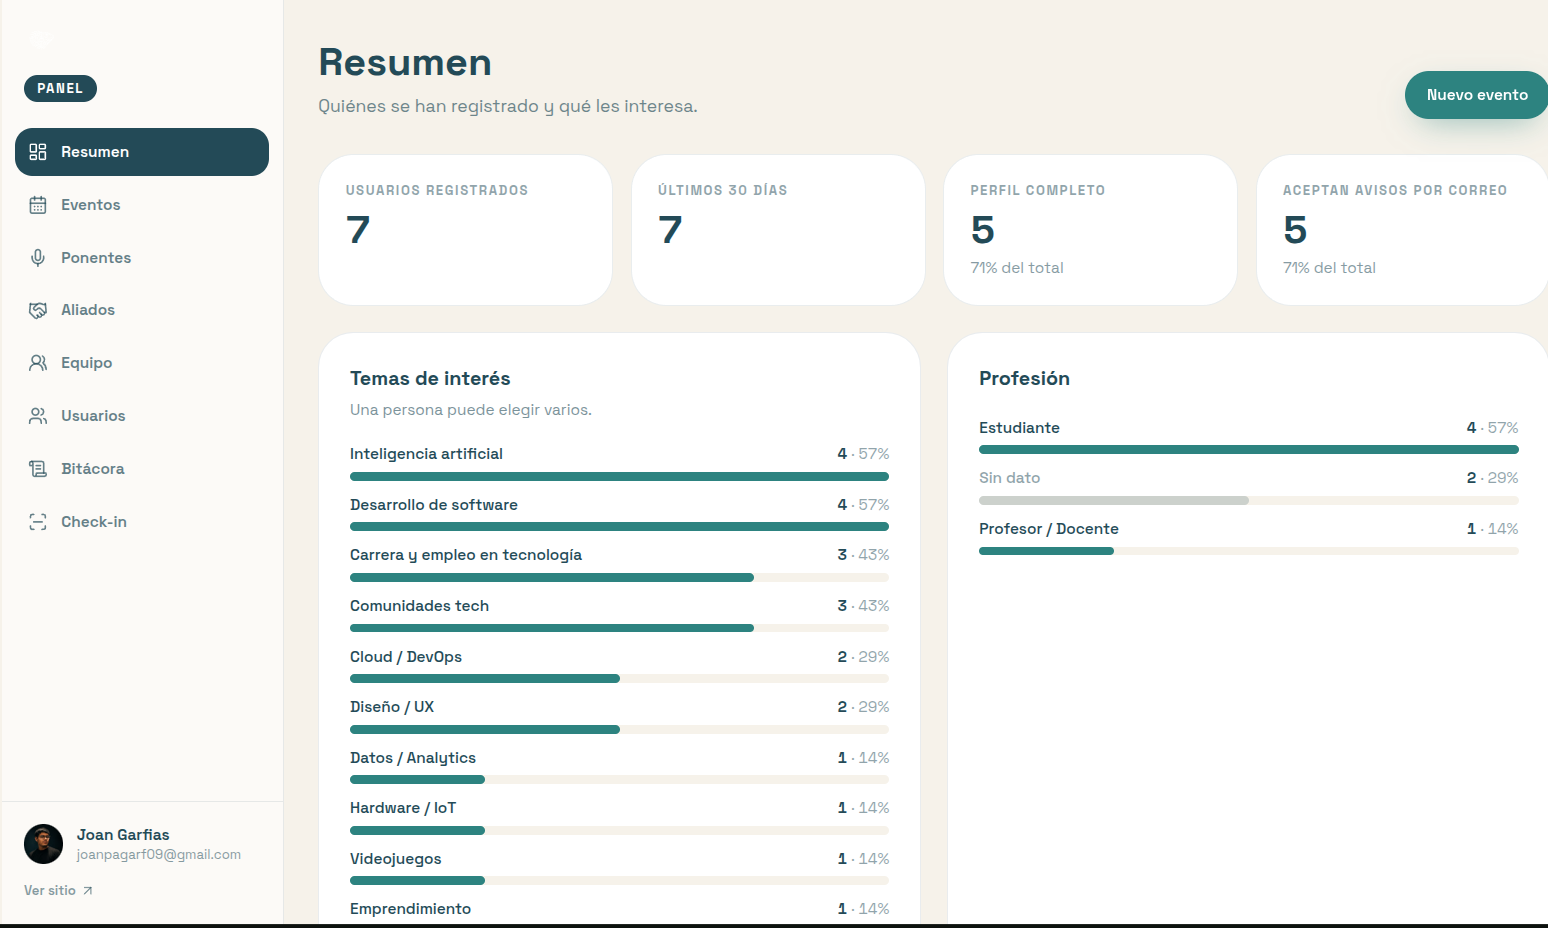 PANEL
Resumen
Eventos
Ponentes
Aliados
Equipo
Usuarios
Bitácora
Check-in
Joan Garfias
joanpagarf09@gmail.com
Ver sitio
Resumen
Quiénes se han registrado y qué les interesa.
Nuevo evento
USUARIOS REGISTRADOS
7
ÚLTIMOS 30 DÍAS
7
PERFIL COMPLETO
5
71% del total
ACEPTAN AVISOS POR CORREO
5
71% del total
Temas de interés
Una persona puede elegir varios.
Inteligencia artificial 4 · 57%
Desarrollo de software 4 · 57%
Carrera y empleo en tecnología 3 · 43%
Comunidades tech 3 · 43%
Cloud / DevOps 2 · 29%
Diseño / UX 2 · 29%
Datos / Analytics 1 · 14%
Hardware / IoT 1 · 14%
Videojuegos 1 · 14%
Emprendimiento 1 · 14%
Profesión
Estudiante 4 · 57%
Sin dato 2 · 29%
Profesor / Docente 1 · 14%